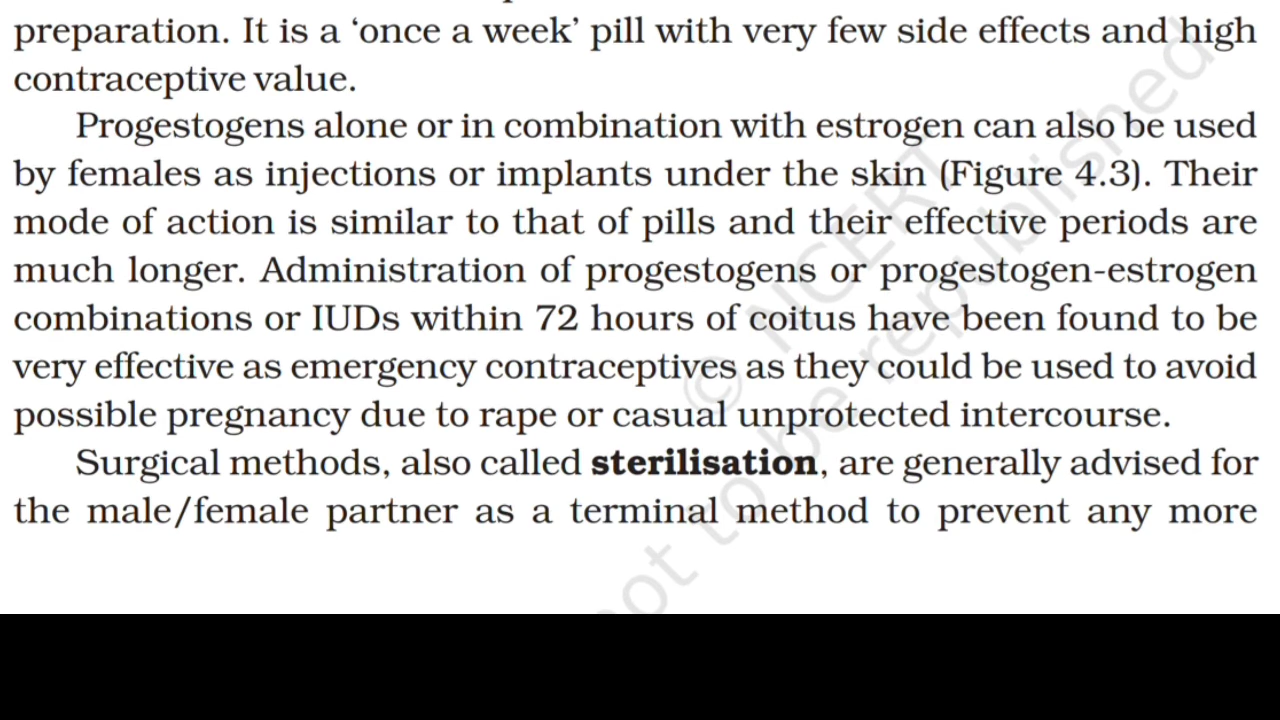 preparation. It is a ‘once a week’ pill with very few side effects and high
contraceptive value.
Progestogens alone or in combination with estrogen can also be used
by females as injections or implants under the skin (Figure 4.3). Their
mode of action is similar to that of pills and their effective periods are
much longer. Administration of progestogens or progestogen-estrogen
combinations or IUDs within 72 hours of coitus have been found to be
very effective as emergency contraceptives as they could be used to avoid
possible pregnancy due to rape or casual unprotected intercourse.
Surgical methods, also called sterilisation, are generally advised for
the male/female partner as a terminal method to prevent any more
© NCERT
not to be republished